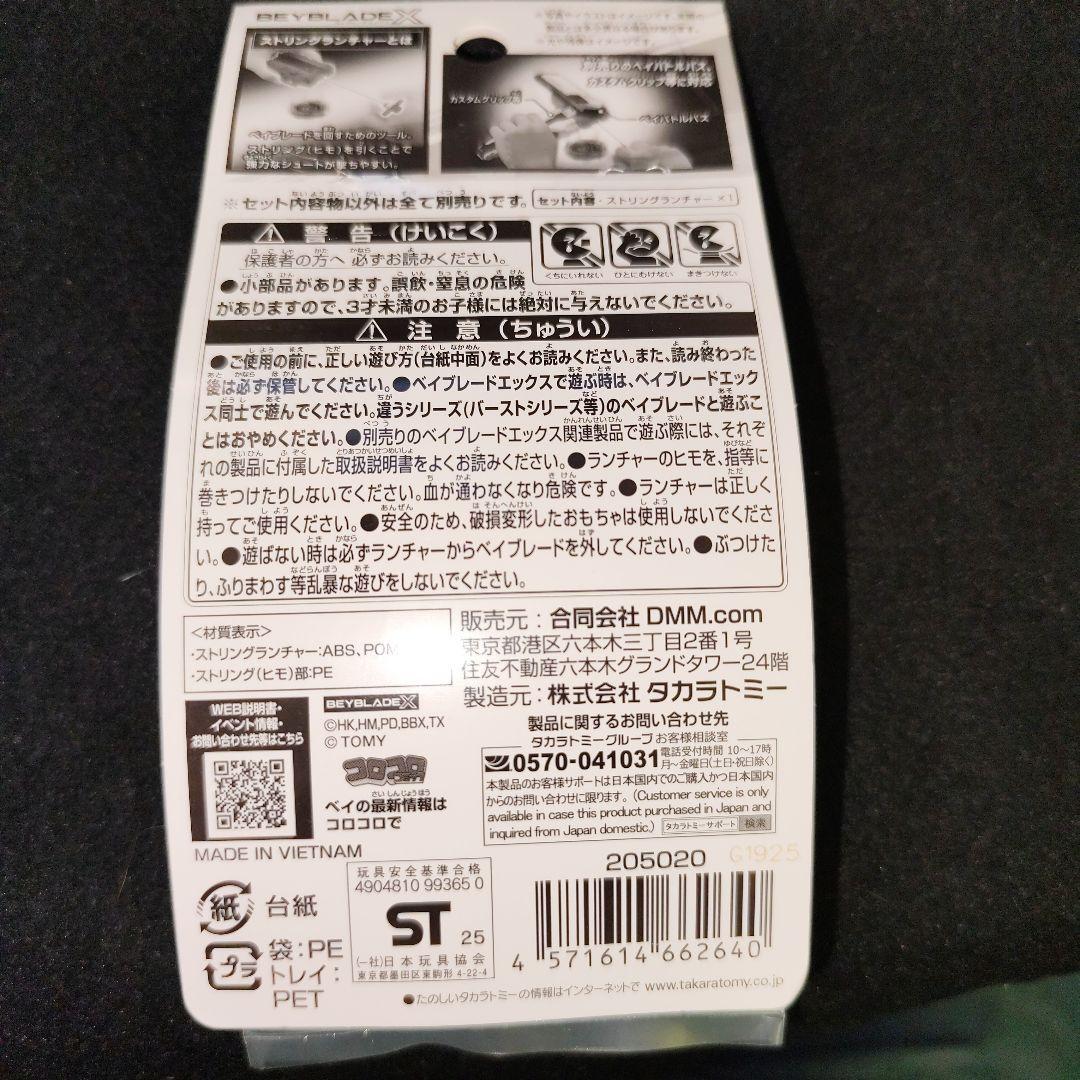 BEYBLADE X
ストリングランチャーとは
ベイブレードを回すためのツール。
ストリング(ヒモ)を引くことで
強力なシュートが撃ちやすい。
別売りのベイバトルパス、
カスタムグリップ等に対応
カスタムグリップ
ベイバトルパス
※セット内容物以外は全て別売りです。
セット内容・ストリングランチャー×1
⚠ 警告(けいこく)
保護者の方へ 必ずお読みください。
くちにいれない
ひとにむけない
まきつけない
●小部品があります。誤飲・窒息の危険
がありますので、3才未満のお子様には絶対に与えないでください。
⚠ 注意(ちゅうい)
●ご使用の前に、正しい遊び方(台紙中面)をよくお読みください。また、読み終わった
後は必ず保管してください。●ベイブレードエックスで遊ぶ時は、ベイブレードエック
ス同士で遊んでください。違うシリーズ(バーストシリーズ等)のベイブレードと遊ぶこ
とはおやめください。●別売りのベイブレードエックス関連製品で遊ぶ際には、それぞ
れの製品に付属した取扱説明書をよくお読みください。●ランチャーのヒモを、指等に
巻きつけたりしないでください。血が通わなくなり危険です。●ランチャーは正しく
持ってご使用ください。●安全のため、破損変形したおもちゃは使用しないでくださ
い。●遊ばない時は必ずランチャーからベイブレードを外してください。●ぶつけた
り、ふりまわす等乱暴な遊びをしないでください。
<材質表示>
・ストリングランチャー:ABS、POM
・ストリング(ヒモ)部:PE
販売元:合同会社 DMM.com
東京都港区六本木三丁目2番1号
住友不動産六本木グランドタワー24階
製造元:株式会社 タカラトミー
WEB説明書・
イベント情報・
お問い合わせ先等はこちら
BEYBLADE X
©HK,HM,PD,BBX,TX
© TOMY
コロコロ
ベイの最新情報は
コロコロで
製品に関するお問い合わせ先
タカラトミーグループお客様相談室
0570-041031
電話受付時間 10〜17時
月〜金曜日(土日・祝日除く)
本製品のお客様サポートは日本国内でのご購入かつ日本国内
からのお問い合わせに限ります。(Customer service is only
available in case this product purchased in Japan and
inquired from Japan domestic.)
タカラトミーサポート 検索
MADE IN VIETNAM
紙 台紙
プラ 袋:PE
トレイ:
PET
玩具安全基準合格
4904810 99365 0
ST 25
(一社)日本玩具協会
東京都墨田区東駒形 4-22-4
205020 G1925
4 571614 662640
●たのしいタカラトミーの情報はインターネットで www.takaratomy.co.jp